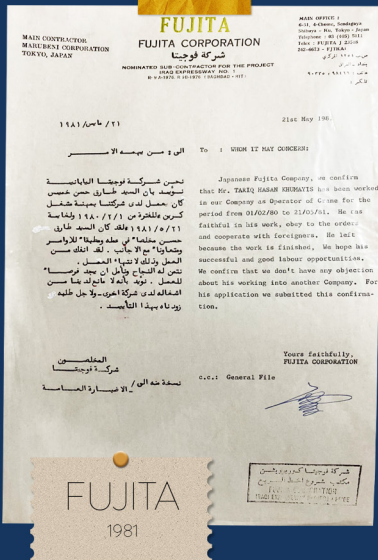 FUJITA
FUJITA CORPORATION
شركة فوجيتا
NOMINATED SUB-CONTRACTOR FOR THE PROJECT
IRAQ EXPRESSWAY NO. 1
MAIN CONTRACTOR
MARUBENI CORPORATION
TOKYO, JAPAN
MAIN OFFICE :
Tokyo, Japan
٢١/ مايس/ ١٩٨١
21st May 198
الى : من يهمه الامر
To : WHOM IT MAY CONCERN:
نحن شركة فوجيتا اليابانية
نؤيد بان السيد طارق حسن خميس
كان يعمل لدى شركتنا بمهنة مشغل
كرين وللفترة من ١٩٨٠/٢/١ ولغاية
١٩٨١/٥/٢١ ولقد كان السيد طارق
حسن مخلصا في عمله ومطيعا للاوامر
ومتعاونا مع الاجانب . لقد انفك من
العمل وذلك لانتهاء العمل .
نتمنى له النجاح ونأمل ان يجد فرصا
للعمل . نؤيد بأنه لا مانع لدينا من
اشتغاله لدى شركة اخرى . ولاجل طلبه
زودناه بهذا التأييد .
Japanese Fujita Company, we confirm
that Mr. TARIQ HASAN KHUMAYIS has been worked
in our Company as Operator of Crane for the
period from 01/02/80 to 21/05/81. He was
faithful in his work, obey to the orders
and cooperate with foreigners. He left
because the work is finished, We hope his
successful and good labour opportunities.
We confirm that we don't have any objection
about his working into another Company. For
his application we submitted this confirma-
tion.
المخلصون
شركة فوجيتا
Yours faithfully,
FUJITA CORPORATION
نسخة منه الى /
الاضبارة العامة
c.c.: General File
شركة فوجيتا كوربوريشن
FUJITA CORPORATION
FUJITA
1981